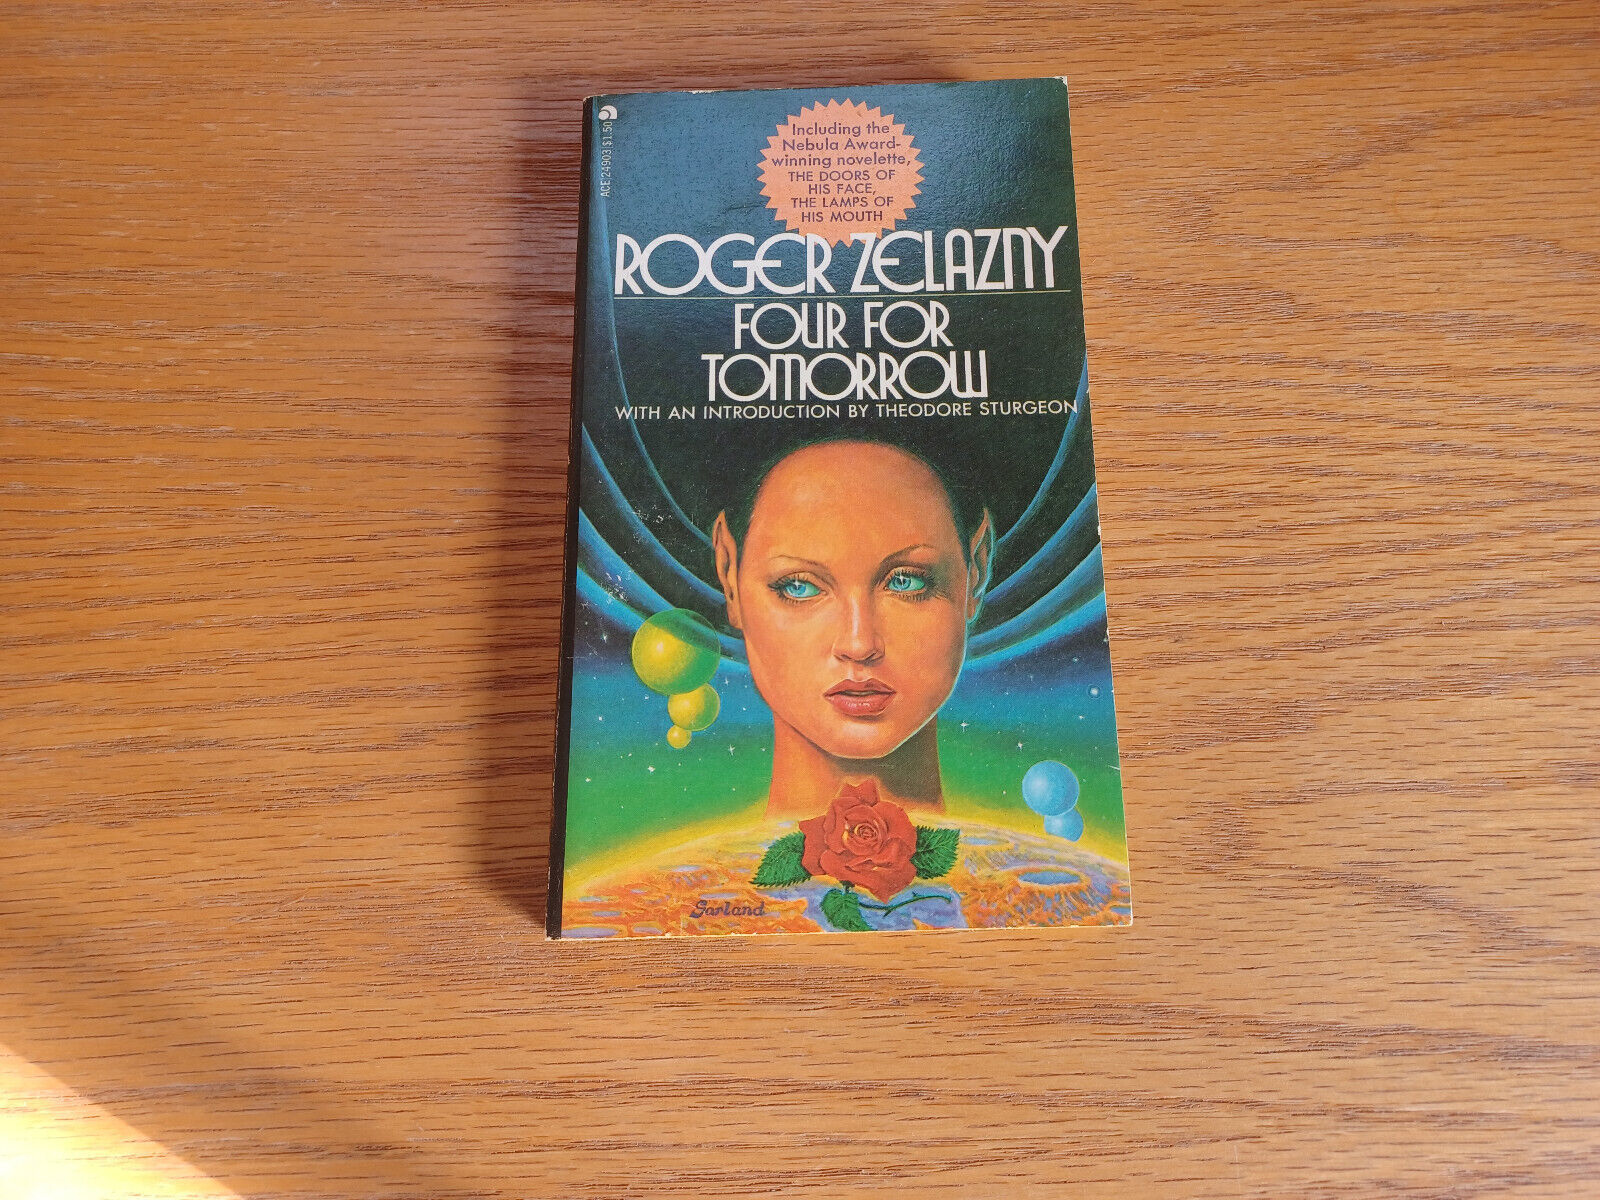 ACE 24903 $1.50
Including the
Nebula Award-
winning novelette,
THE DOORS OF
HIS FACE,
THE LAMPS OF
HIS MOUTH
ROGER ZELAZNY
FOUR FOR
TOMORROW
WITH AN INTRODUCTION BY THEODORE STURGEON
Garland